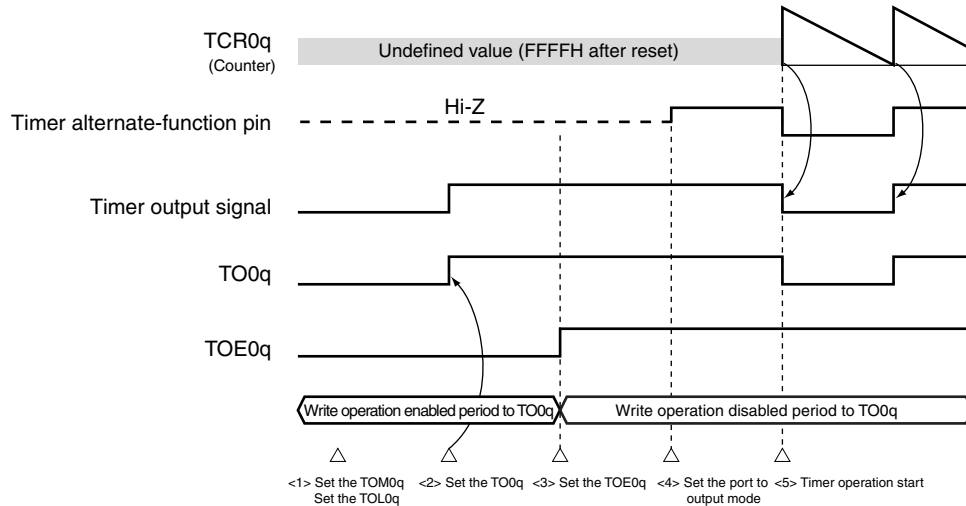 TCR0q
(Counter)
Undefined value (FFFFH after reset)
Hi-Z
Timer alternate-function pin
Timer output signal
TO0q
TOE0q
Write operation enabled period to TO0q
Write operation disabled period to TO0q
<1> Set the TOM0q
Set the TOL0q
<2> Set the TO0q
<3> Set the TOE0q
<4> Set the port to
output mode
<5> Timer operation start